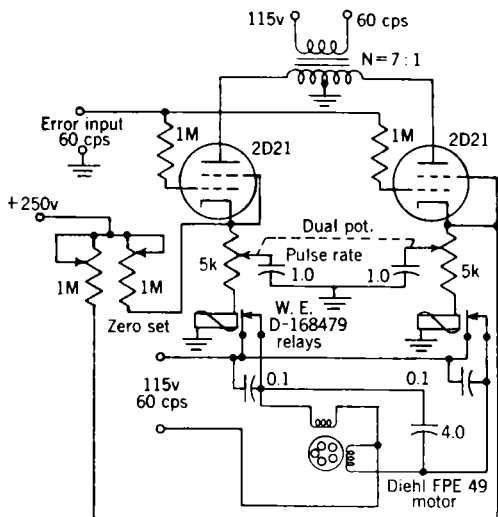 115v
60 cps
N=7:1
Error input
60 cps
1M
2D21
1M
2D21
+250v
Dual pot.
Pulse rate
5k
1.0
1.0
5k
1M
1M
Zero set
W. E.
D-168479
relays
115v
60 cps
0.1
0.1
4.0
Diehl FPE 49
motor